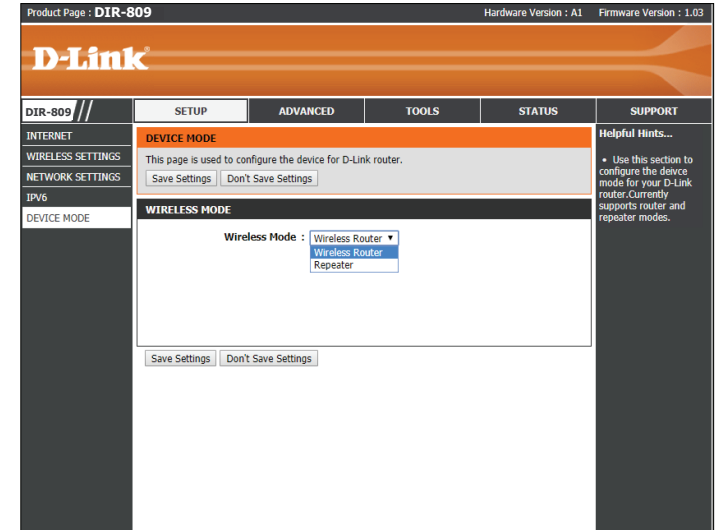 Product Page : DIR-809 Hardware Version : A1 Firmware Version : 1.03
D-Link®
DIR-809 // SETUP ADVANCED TOOLS STATUS SUPPORT
INTERNET
WIRELESS SETTINGS
NETWORK SETTINGS
IPV6
DEVICE MODE
DEVICE MODE
This page is used to configure the device for D-Link router.
Save Settings Don't Save Settings
WIRELESS MODE
Wireless Mode : Wireless Router ▼
Wireless Router
Repeater
Save Settings Don't Save Settings
Helpful Hints...
• Use this section to
configure the deivce
mode for your D-Link
router.Currently
supports router and
repeater modes.